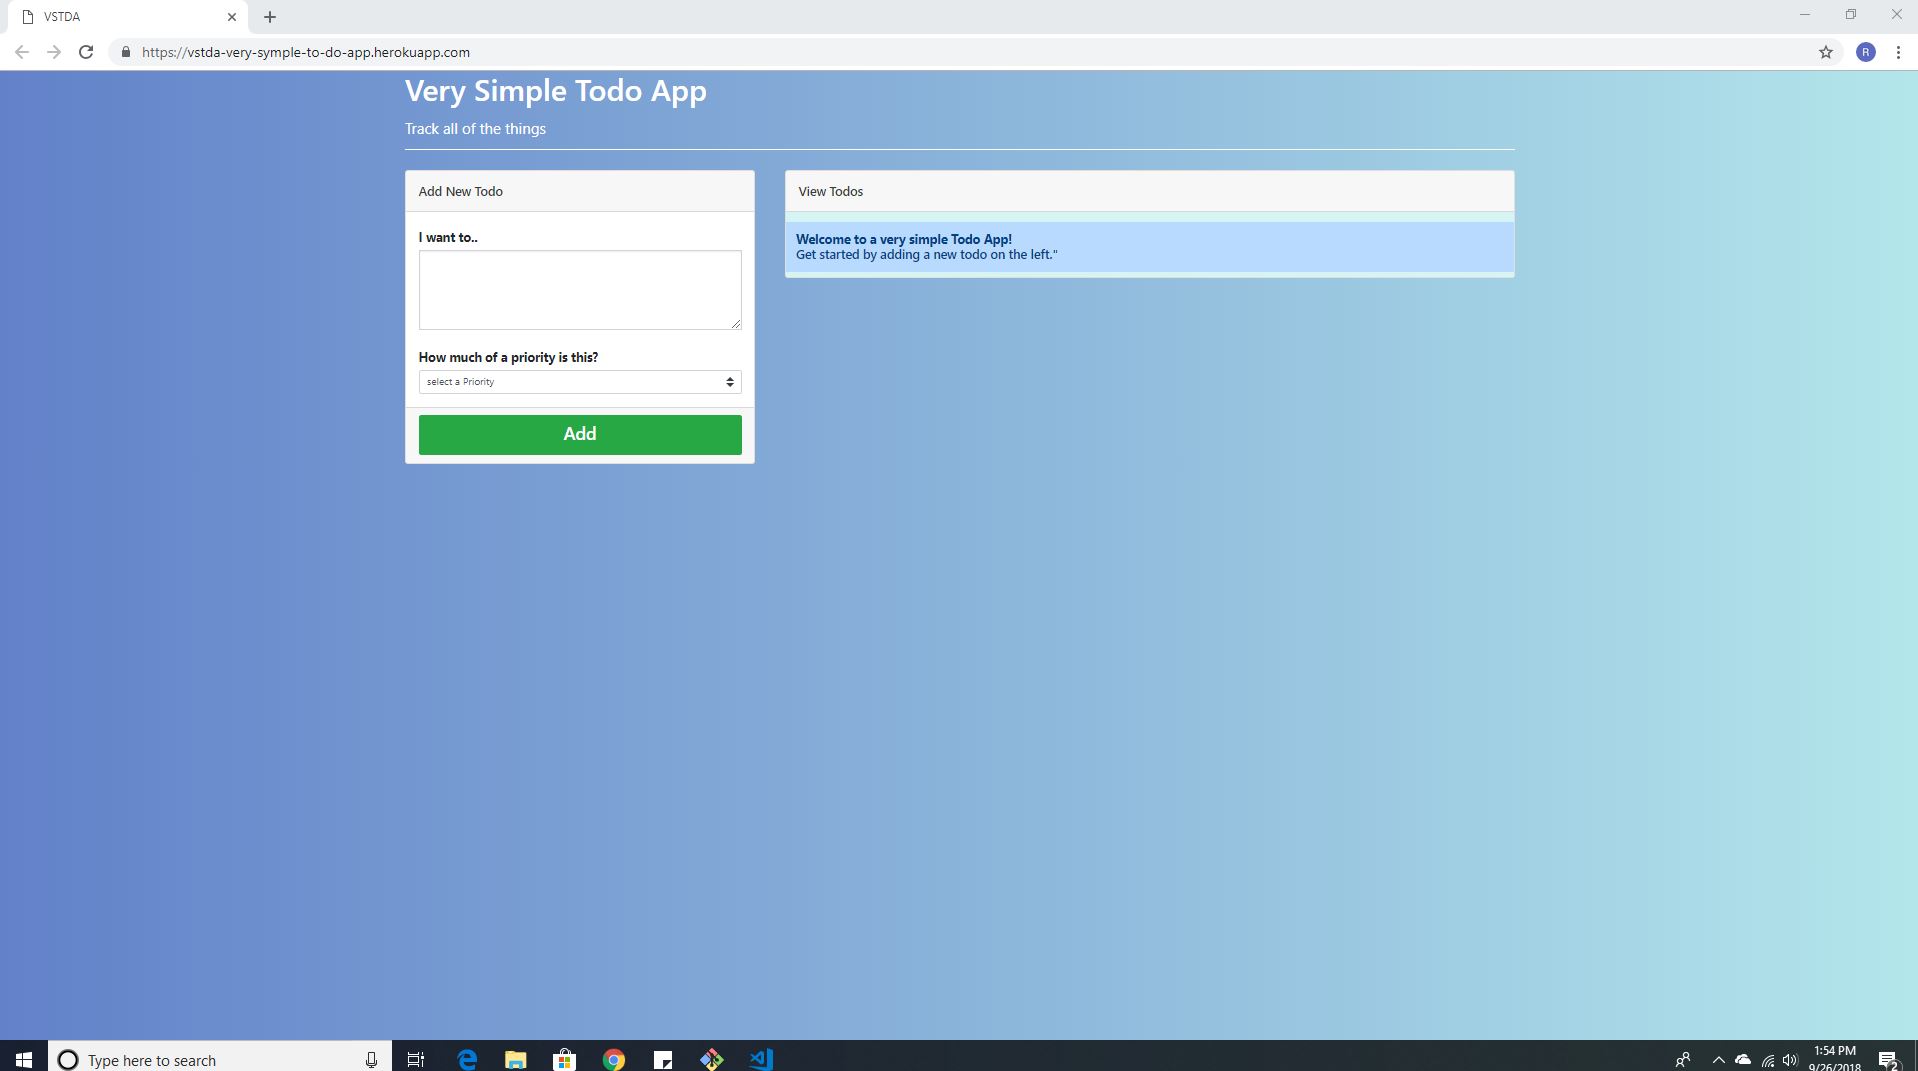 VSTDA
https://vstda-very-symple-to-do-app.herokuapp.com
R
Very Simple Todo App
Track all of the things
Add New Todo
I want to..
How much of a priority is this?
select a Priority
Add
View Todos
Welcome to a very simple Todo App!
Get started by adding a new todo on the left."
Type here to search
1:54 PM
9/26/2018
2